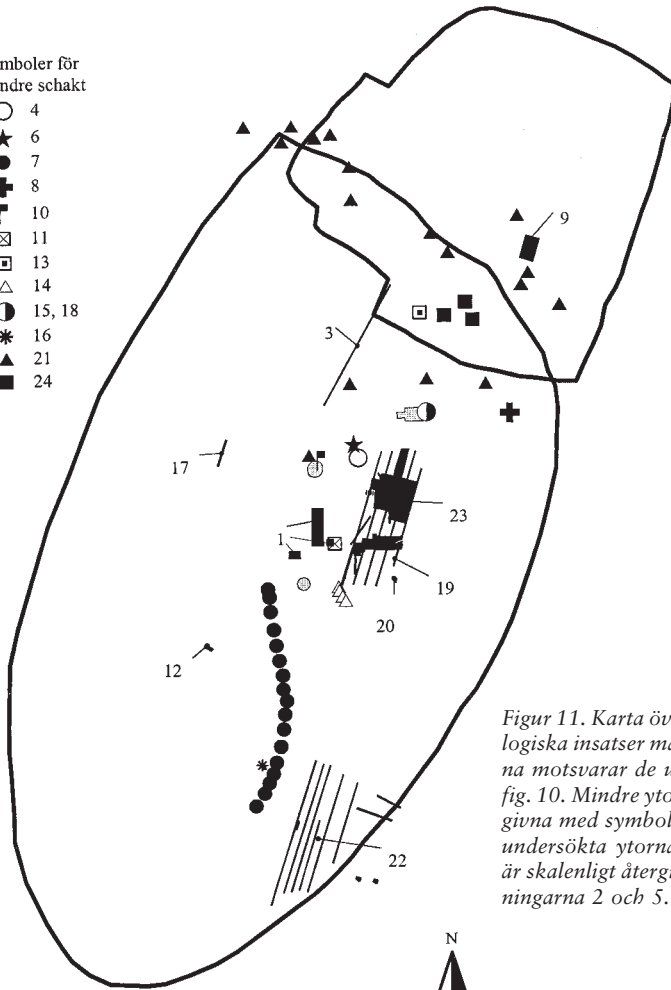 mboler för
ndre schakt
4
6
7
8
10
11
13
14
15, 18
16
21
24
9
3
17
23
1
19
20
12
22
Figur 11. Karta öv
logiska insatser ma
na motsvarar de u
fig. 10. Mindre yto
givna med symbol
undersökta ytorna
är skalenligt återgi
ningarna 2 och 5.
N